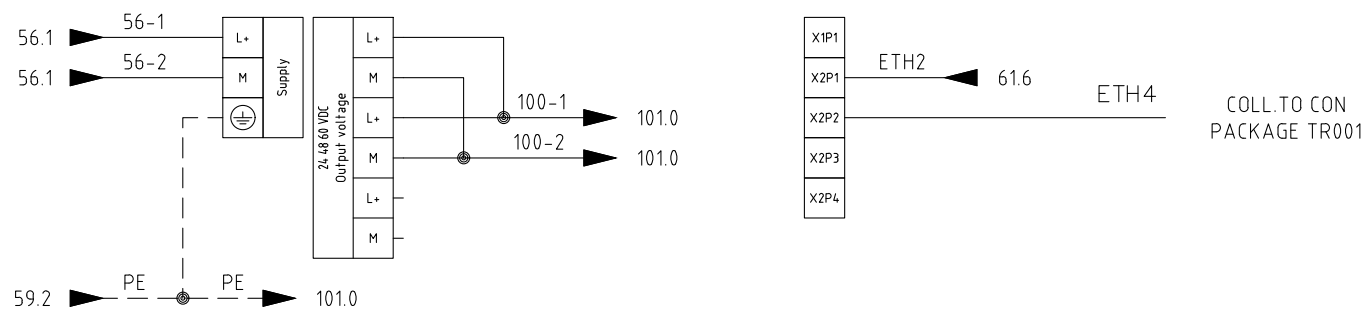 56.1
56-1
L+
56.1
56-2
M
Supply
24 48 60 VDC
Output voltage
L+
M
L+
M
L+
M
100-1
101.0
100-2
101.0
59.2
PE
PE
101.0
X1P1
X2P1
X2P2
X2P3
X2P4
ETH2
61.6
ETH4
COLL.TO CON
PACKAGE TR001